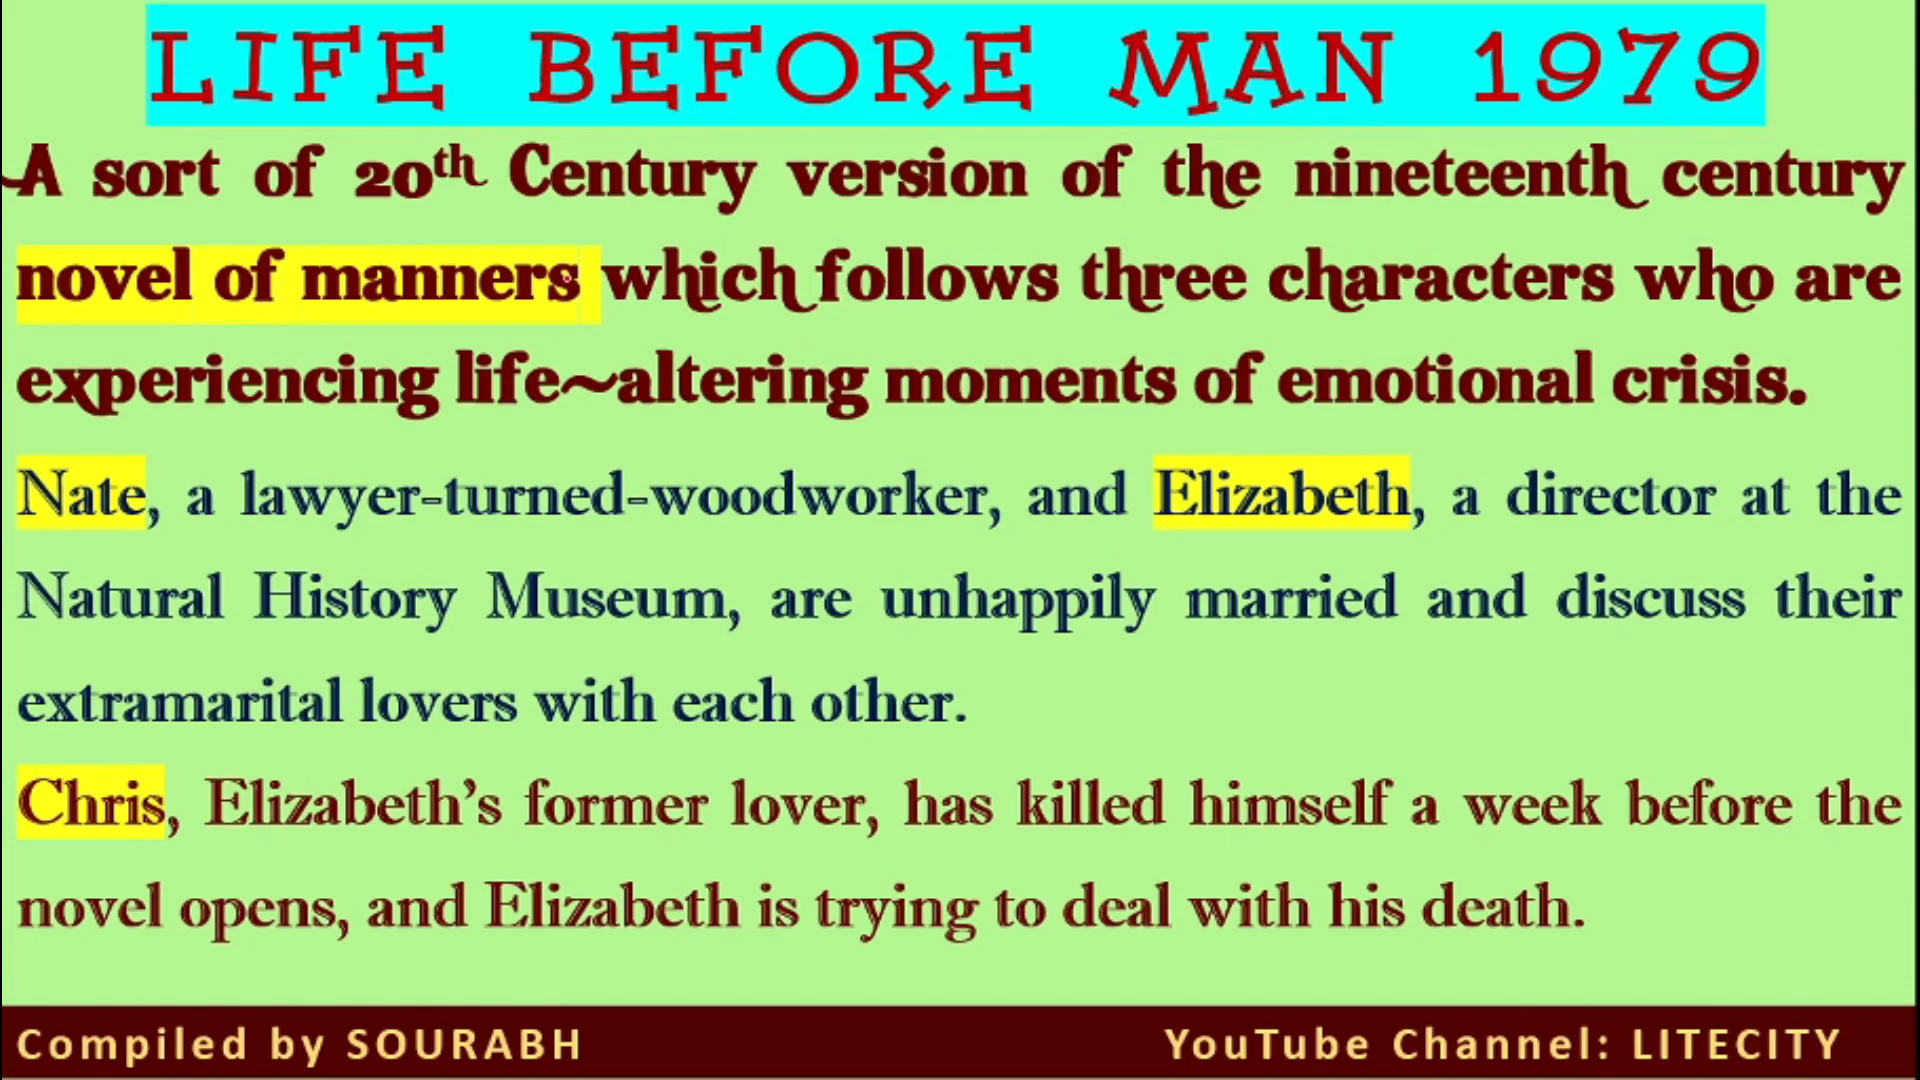 LIFE BEFORE MAN 1979
A sort of 20th Century version of the nineteenth century
novel of manners which follows three characters who are
experiencing life~altering moments of emotional crisis.
Nate, a lawyer-turned-woodworker, and Elizabeth, a director at the
Natural History Museum, are unhappily married and discuss their
extramarital lovers with each other.
Chris, Elizabeth’s former lover, has killed himself a week before the
novel opens, and Elizabeth is trying to deal with his death.
Compiled by SOURABH
YouTube Channel: LITECITY